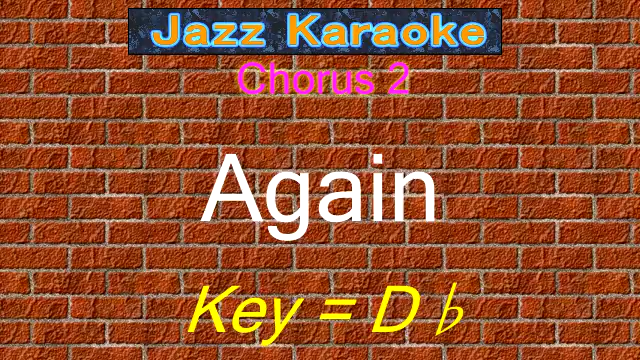 Jazz Karaoke
Chorus 2
Again
Key = D♭